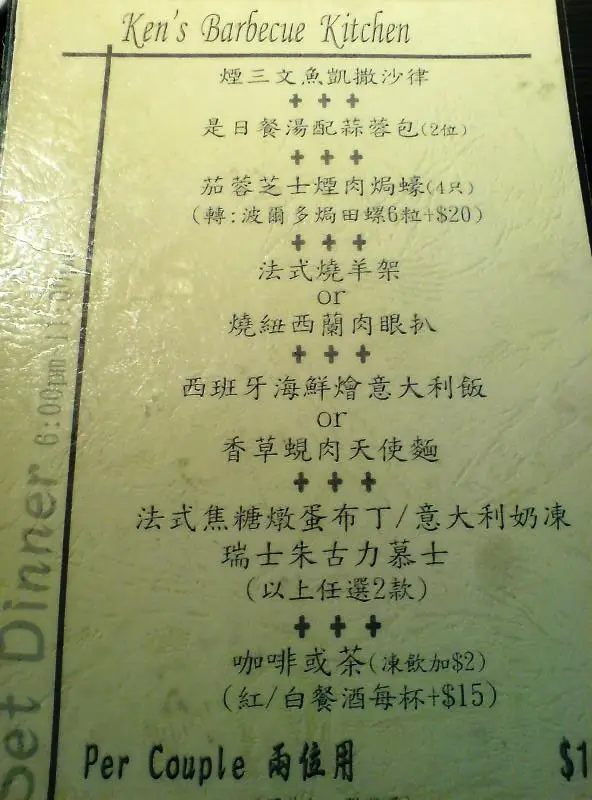 Ken's Barbecue Kitchen
煙三文魚凱撒沙律
+ + +
是日餐湯配蒜蓉包(2位)
+ + +
茄蓉芝士煙肉焗蠔(4只)
(轉:波爾多焗田螺6粒+$20)
+ + +
法式燒羊架
or
燒紐西蘭肉眼扒
+ + +
西班牙海鮮燴意大利飯
or
香草蜆肉天使麵
+ + +
法式焦糖燉蛋布丁/意大利奶凍
瑞士朱古力慕士
(以上任選2款)
+ + +
咖啡或茶(凍飲加$2)
(紅/白餐酒每杯+$15)
Per Couple 兩位用 $1
Set Dinner 6:00pm